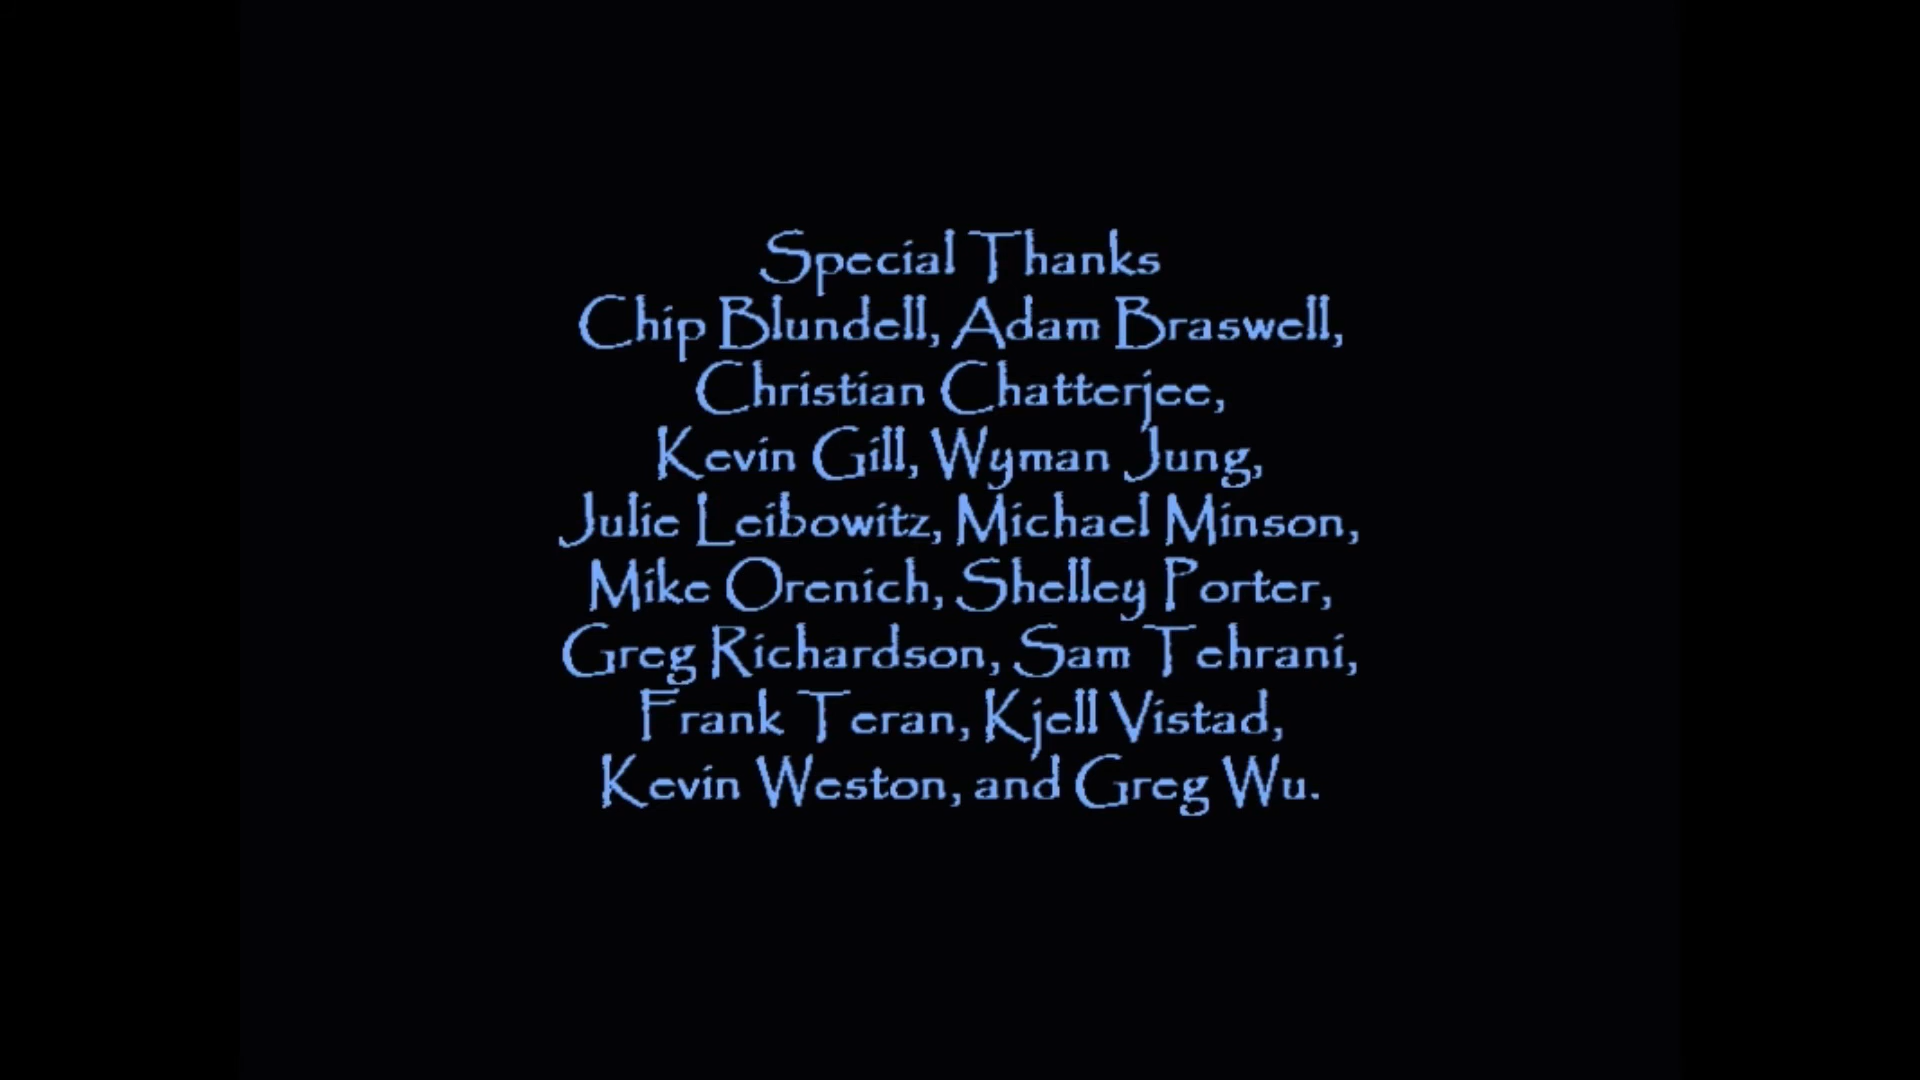 Special Thanks
Chip Blundell, Adam Braswell,
Christian Chatterjee,
Kevin Gill, Wyman Jung,
Julie Leibowitz, Michael Minson,
Mike Orenich, Shelley Porter,
Greg Richardson, Sam Tehrani,
Frank Teran, Kjell Vistad,
Kevin Weston, and Greg Wu.